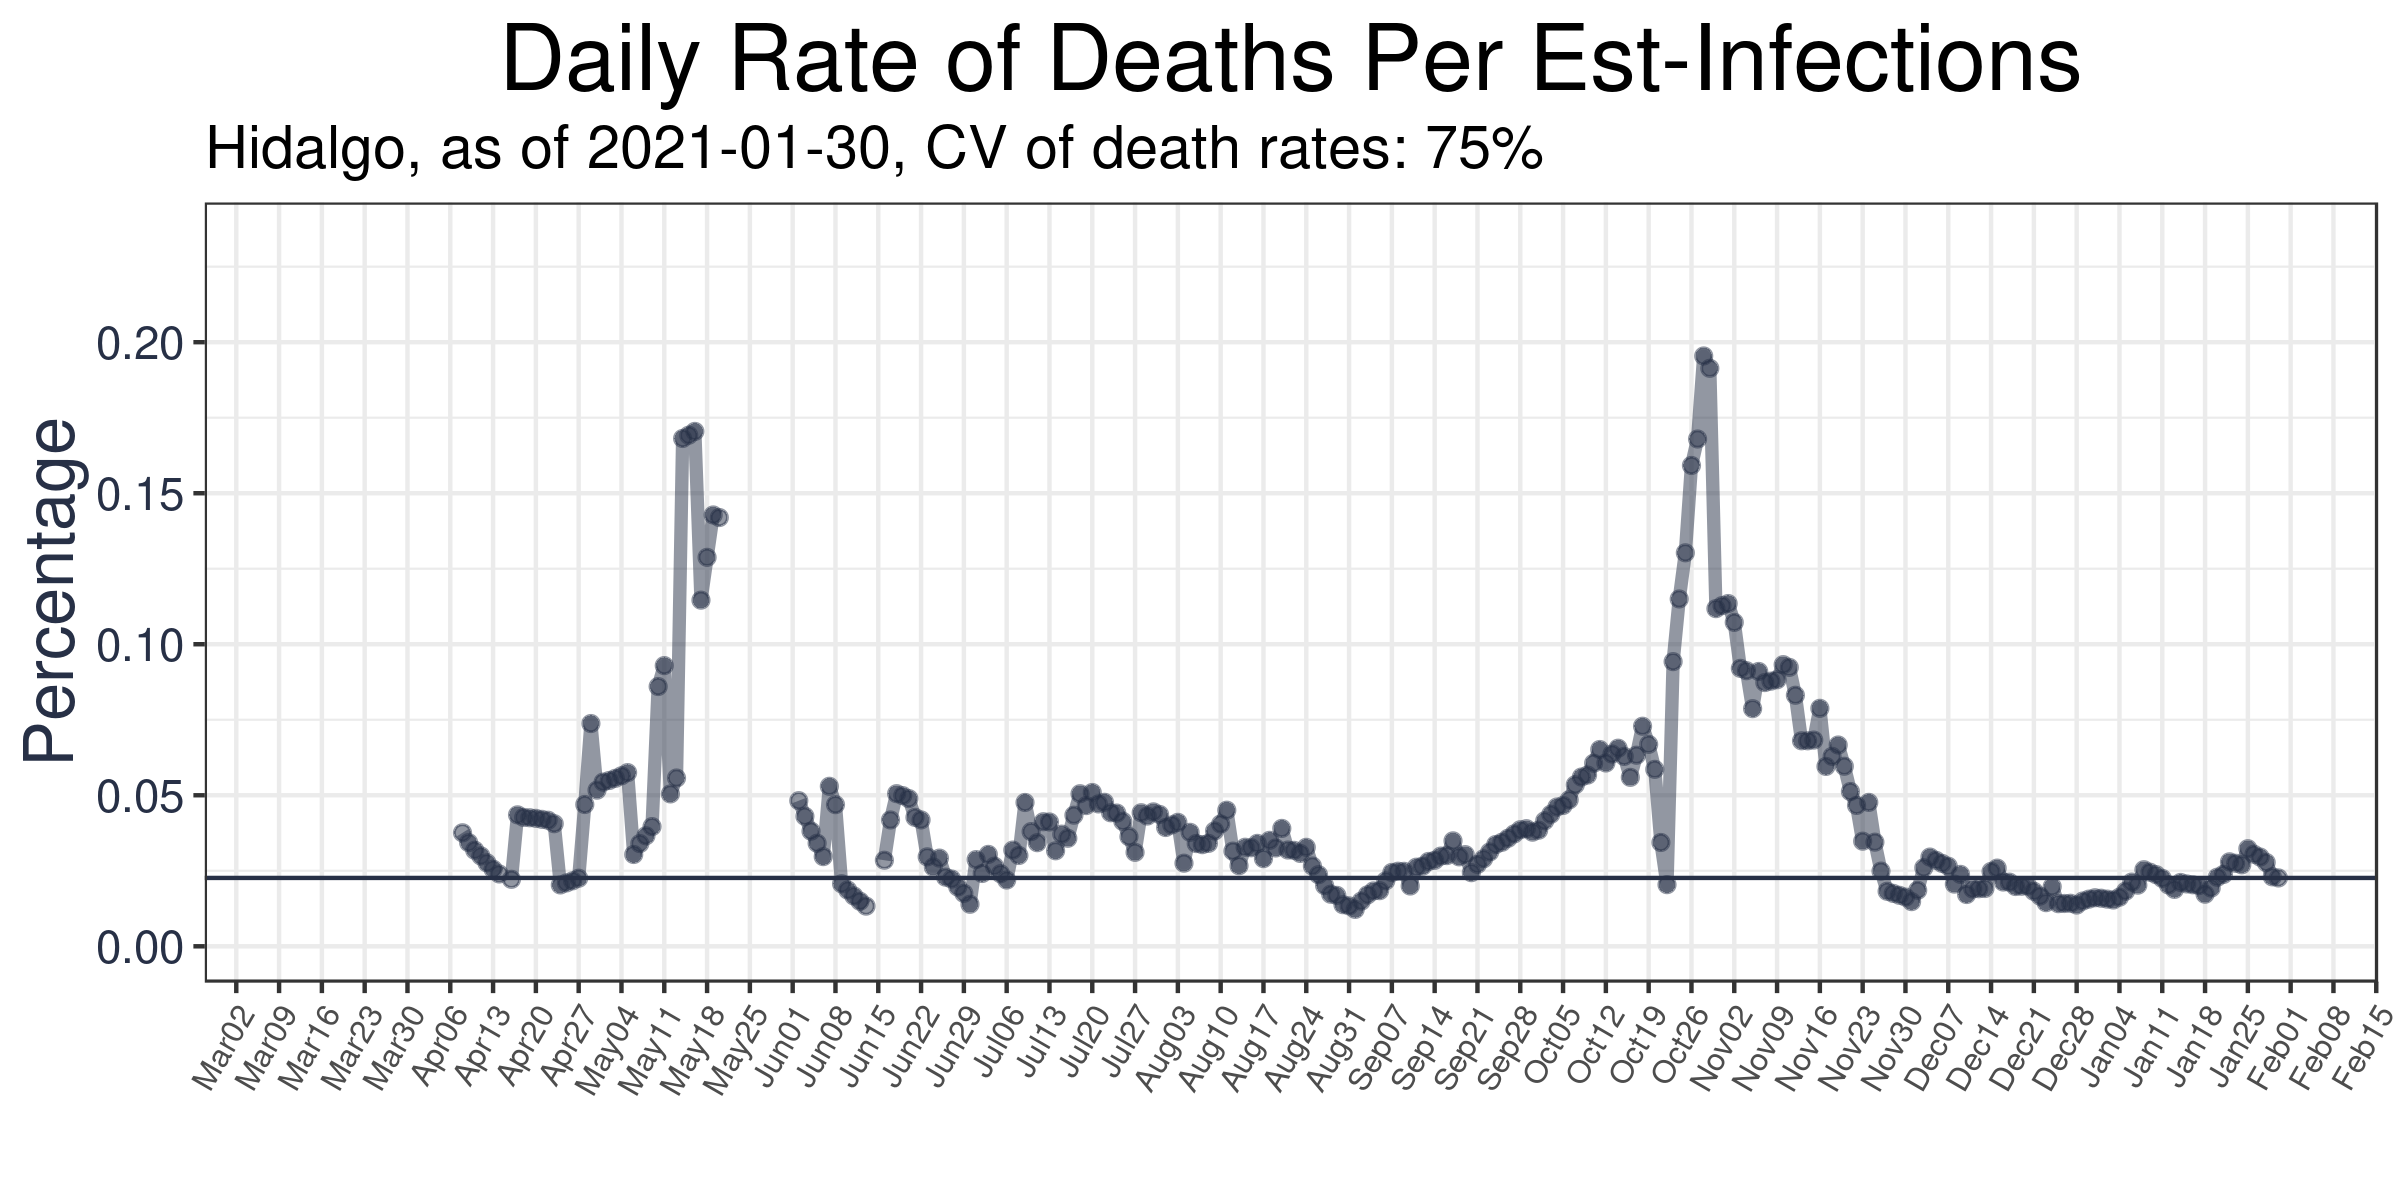 Daily Rate of Deaths Per Est-Infections
Hidalgo, as of 2021-01-30, CV of death rates: 75%
Percentage
0.20
0.15
0.10
0.05
0.00
Mar02
Mar09
Mar16
Mar23
Mar30
Apr06
Apr13
Apr20
Apr27
May04
May11
May18
May25
Jun01
Jun08
Jun15
Jun22
Jun29
Jul06
Jul13
Jul20
Jul27
Aug03
Aug10
Aug17
Aug24
Aug31
Sep07
Sep14
Sep21
Sep28
Oct05
Oct12
Oct19
Oct26
Nov02
Nov09
Nov16
Nov23
Nov30
Dec07
Dec14
Dec21
Dec28
Jan04
Jan11
Jan18
Jan25
Feb01
Feb08
Feb15